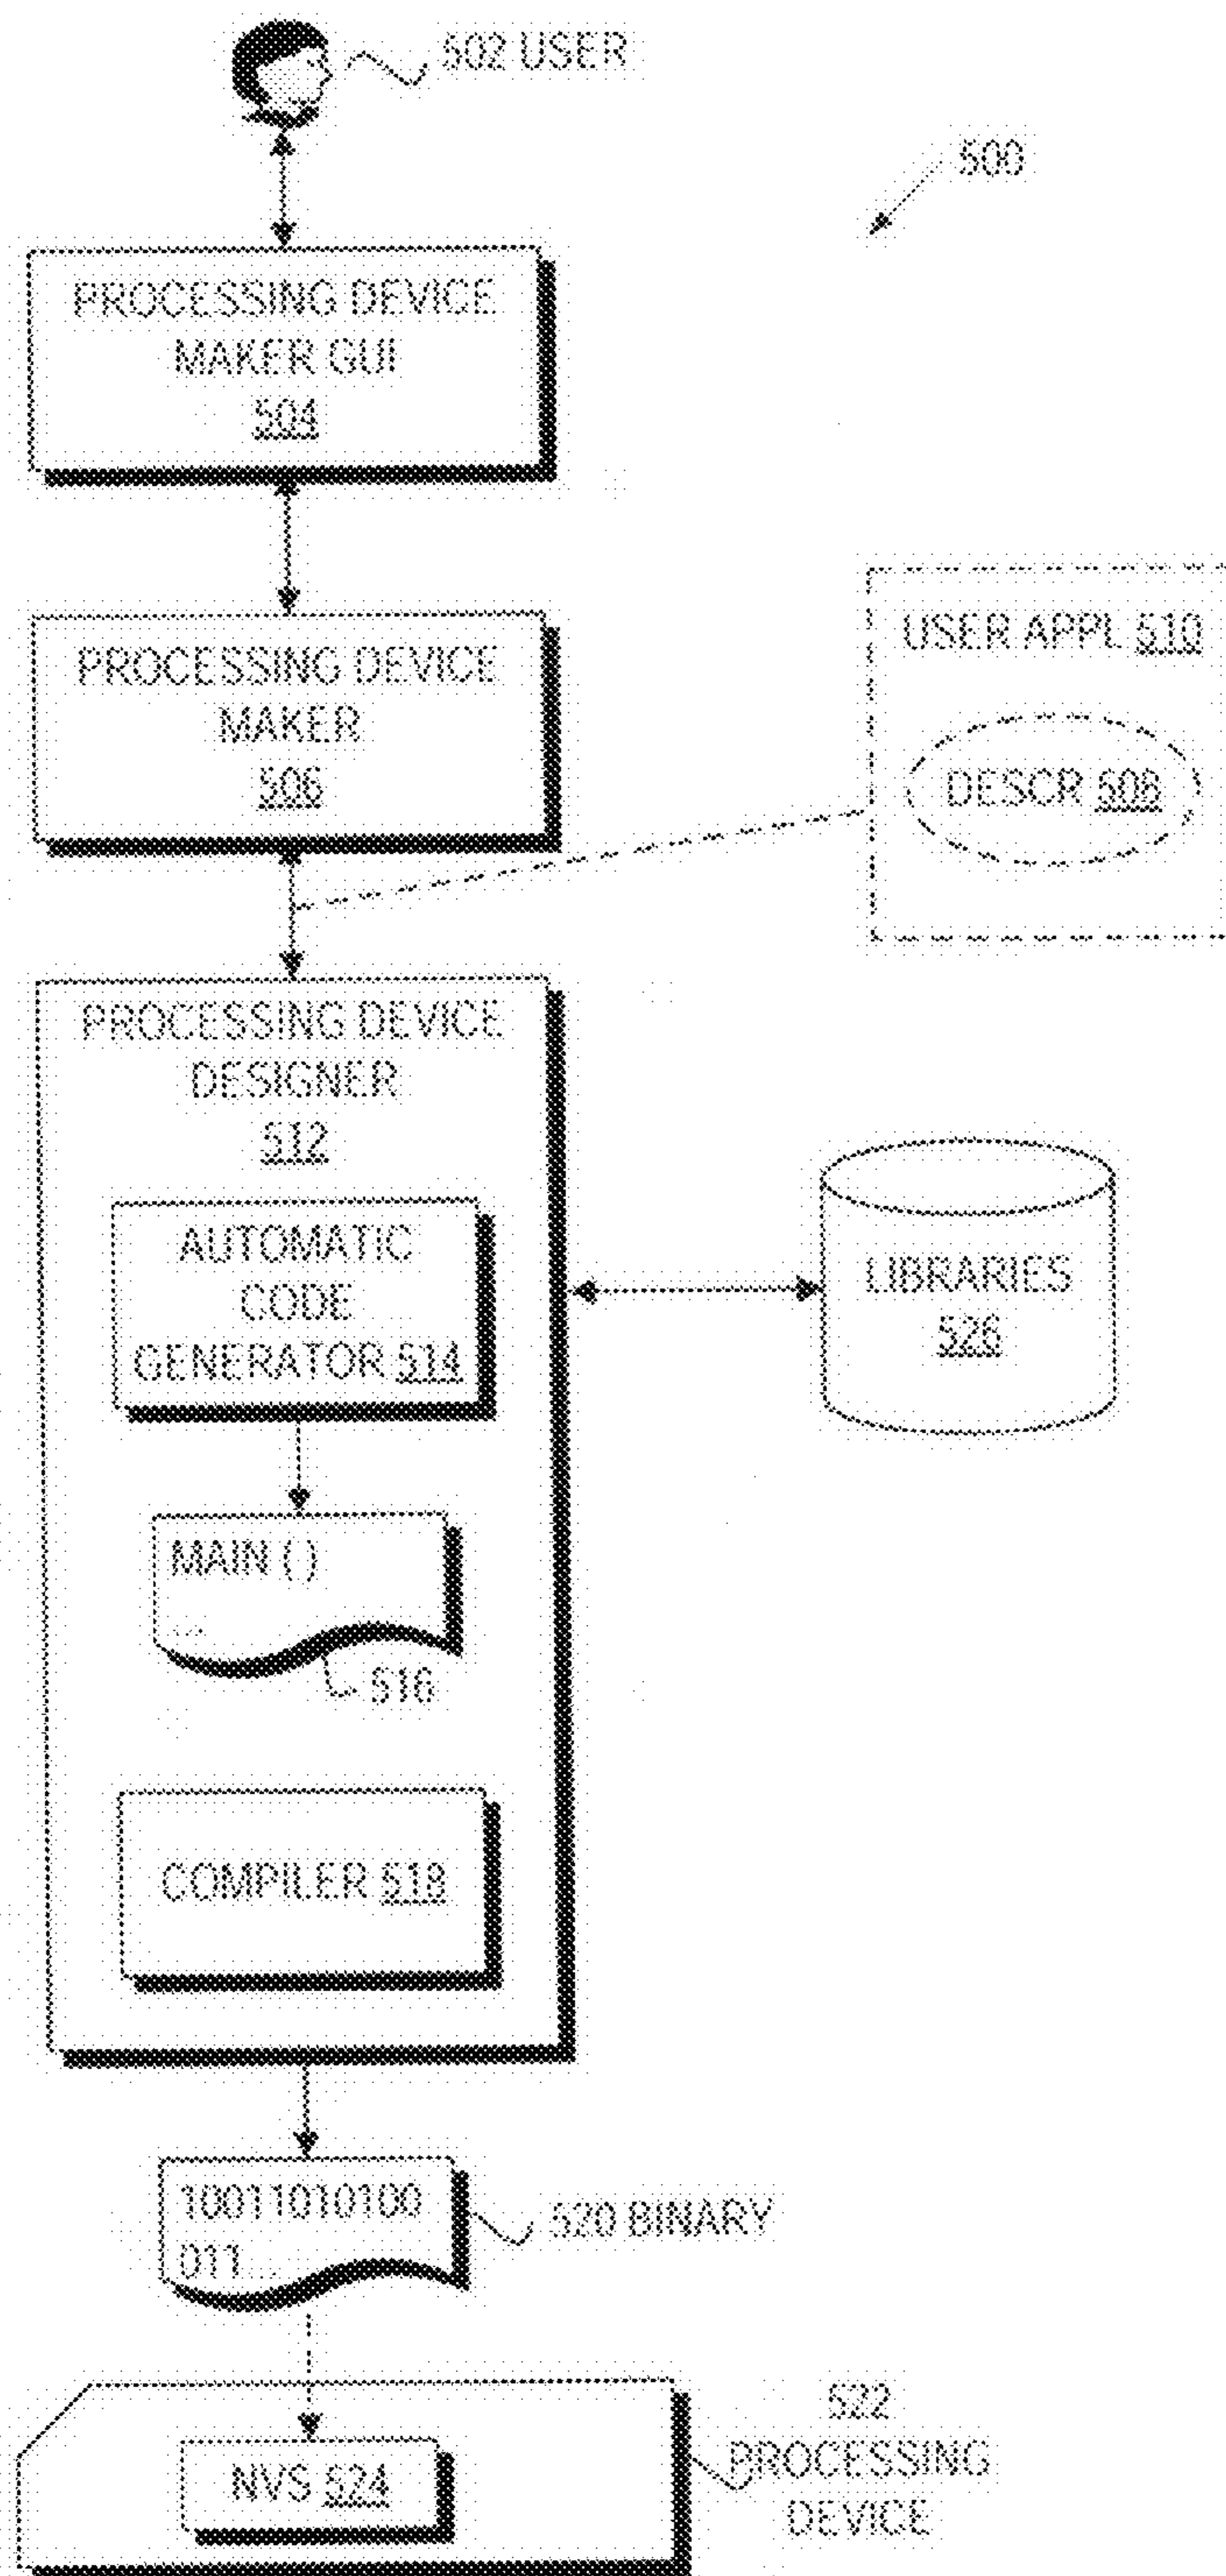 502 USER
500
PROCESSING DEVICE
MAKER GUI
504
PROCESSING DEVICE
MAKER
506
USER APPL 510
DESCR 508
PROCESSING DEVICE
DESIGNER
512
AUTOMATIC
CODE
GENERATOR 514
LIBRARIES
526
MAIN ( )
...
516
COMPILER 518
10011010100
011...
520 BINARY
522
PROCESSING
DEVICE
NVS 524